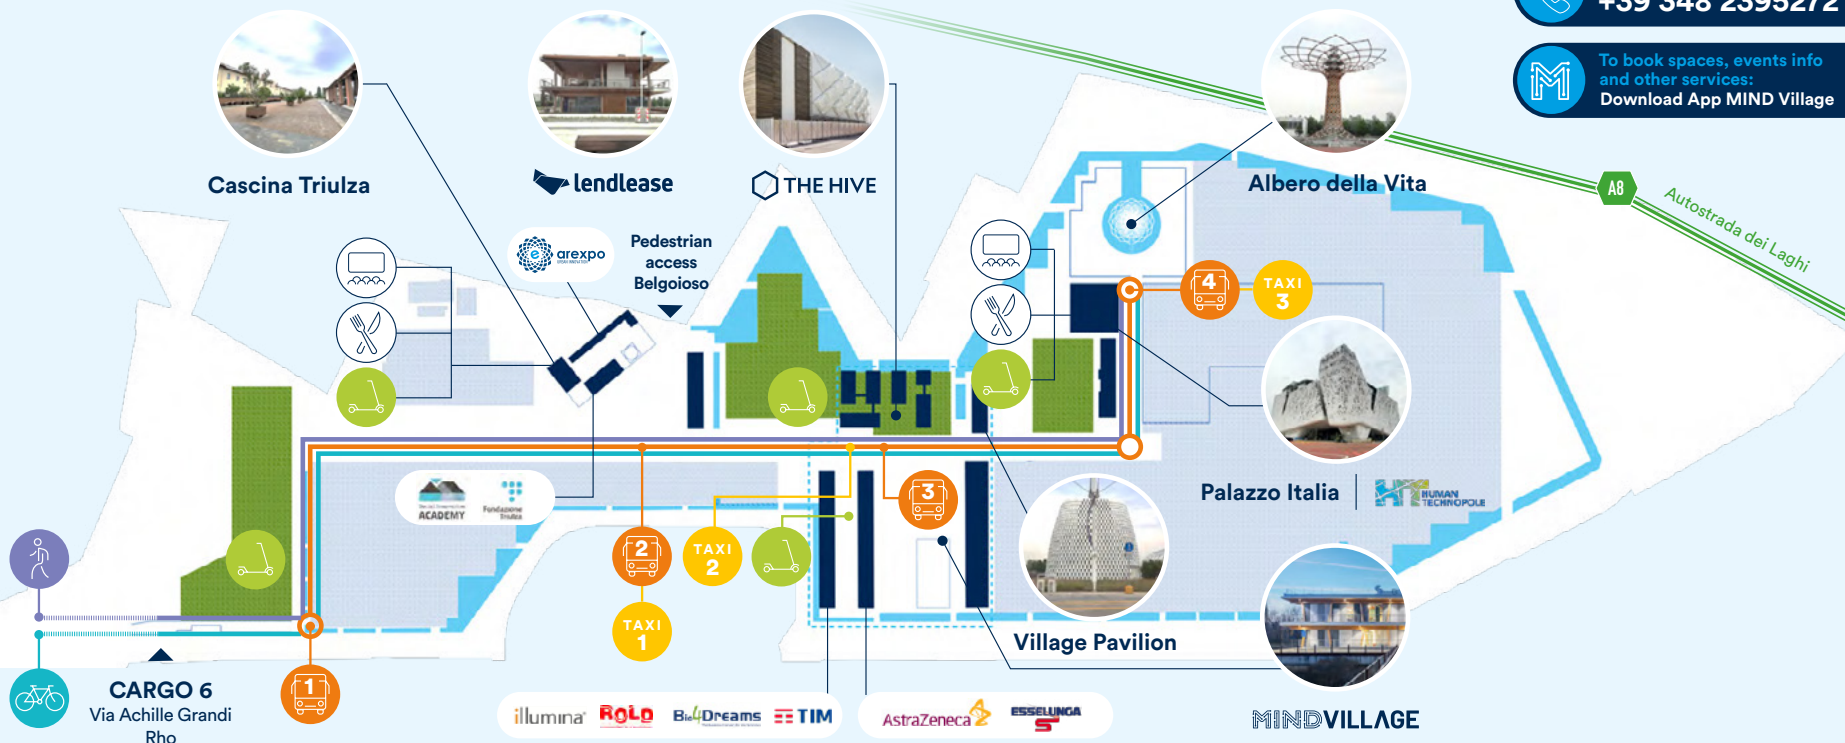 +39 348 2395272
To book spaces, events info
and other services:
Download App MIND Village
Cascina Triulza
lendlease
THE HIVE
Albero della Vita
A8
Autostrada dei Laghi
e arexpo
Pedestrian
access
Belgioioso
4
TAXI
3
ACADEMY
Fondazione
Triulza
3
2
TAXI
2
TAXI
1
Palazzo Italia
HT HUMAN
TECHNOPOLE
Village Pavilion
1
CARGO 6
Via Achille Grandi
Rho
illumina
ROLD
Bio4Dreams
TIM
AstraZeneca
ESSELUNGA
MINDVILLAGE